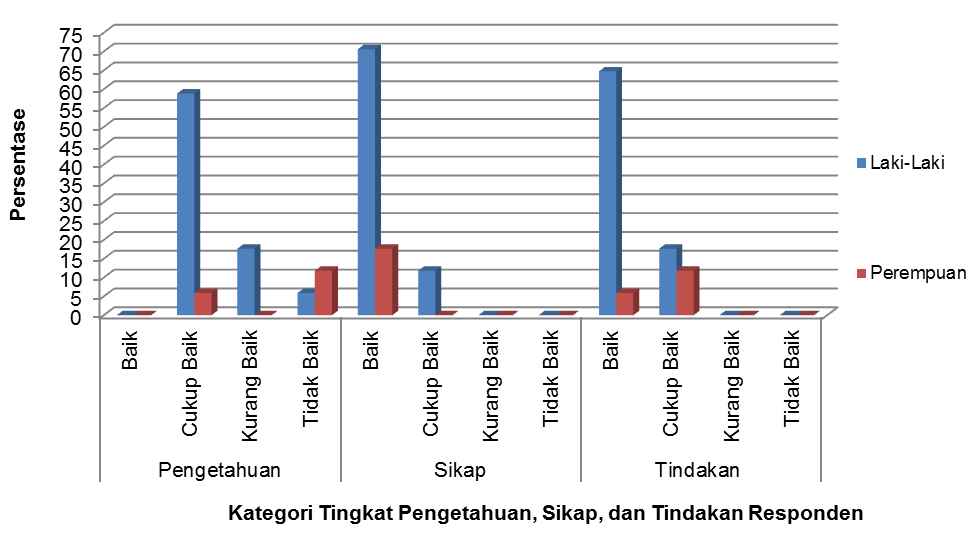 75
70
65
60
55
50
45
40
35
30
25
20
15
10
5
0
Persentase
Baik
Cukup Baik
Kurang Baik
Tidak Baik
Baik
Cukup Baik
Kurang Baik
Tidak Baik
Baik
Cukup Baik
Kurang Baik
Tidak Baik
Pengetahuan
Sikap
Tindakan
Kategori Tingkat Pengetahuan, Sikap, dan Tindakan Responden
Laki-Laki
Perempuan